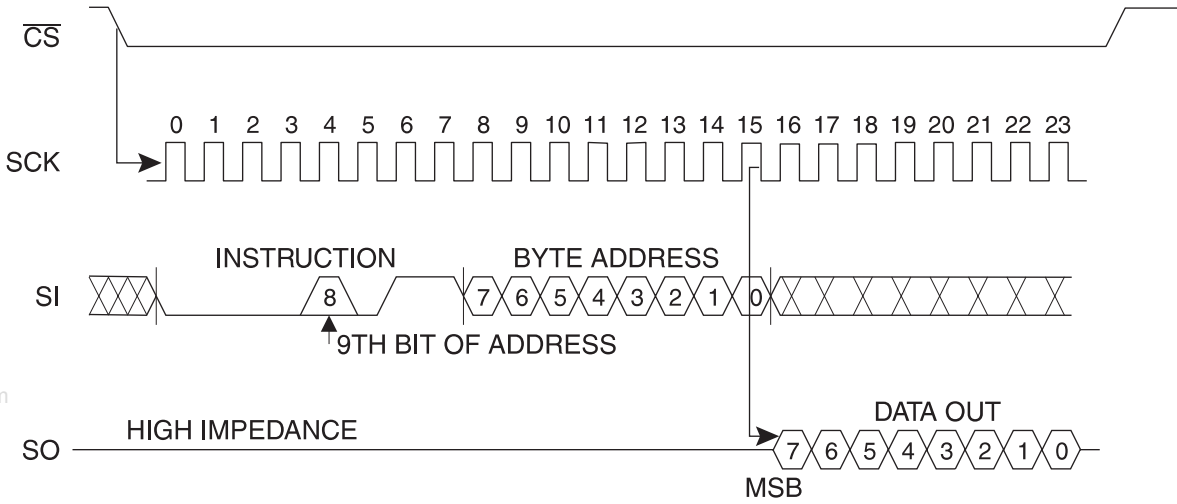 CS
0 1 2 3 4 5 6 7 8 9 10 11 12 13 14 15 16 17 18 19 20 21 22 23
SCK
INSTRUCTION BYTE ADDRESS
SI 8 7 6 5 4 3 2 1 0
9TH BIT OF ADDRESS
m
DATA OUT
HIGH IMPEDANCE
SO 7 6 5 4 3 2 1 0
MSB